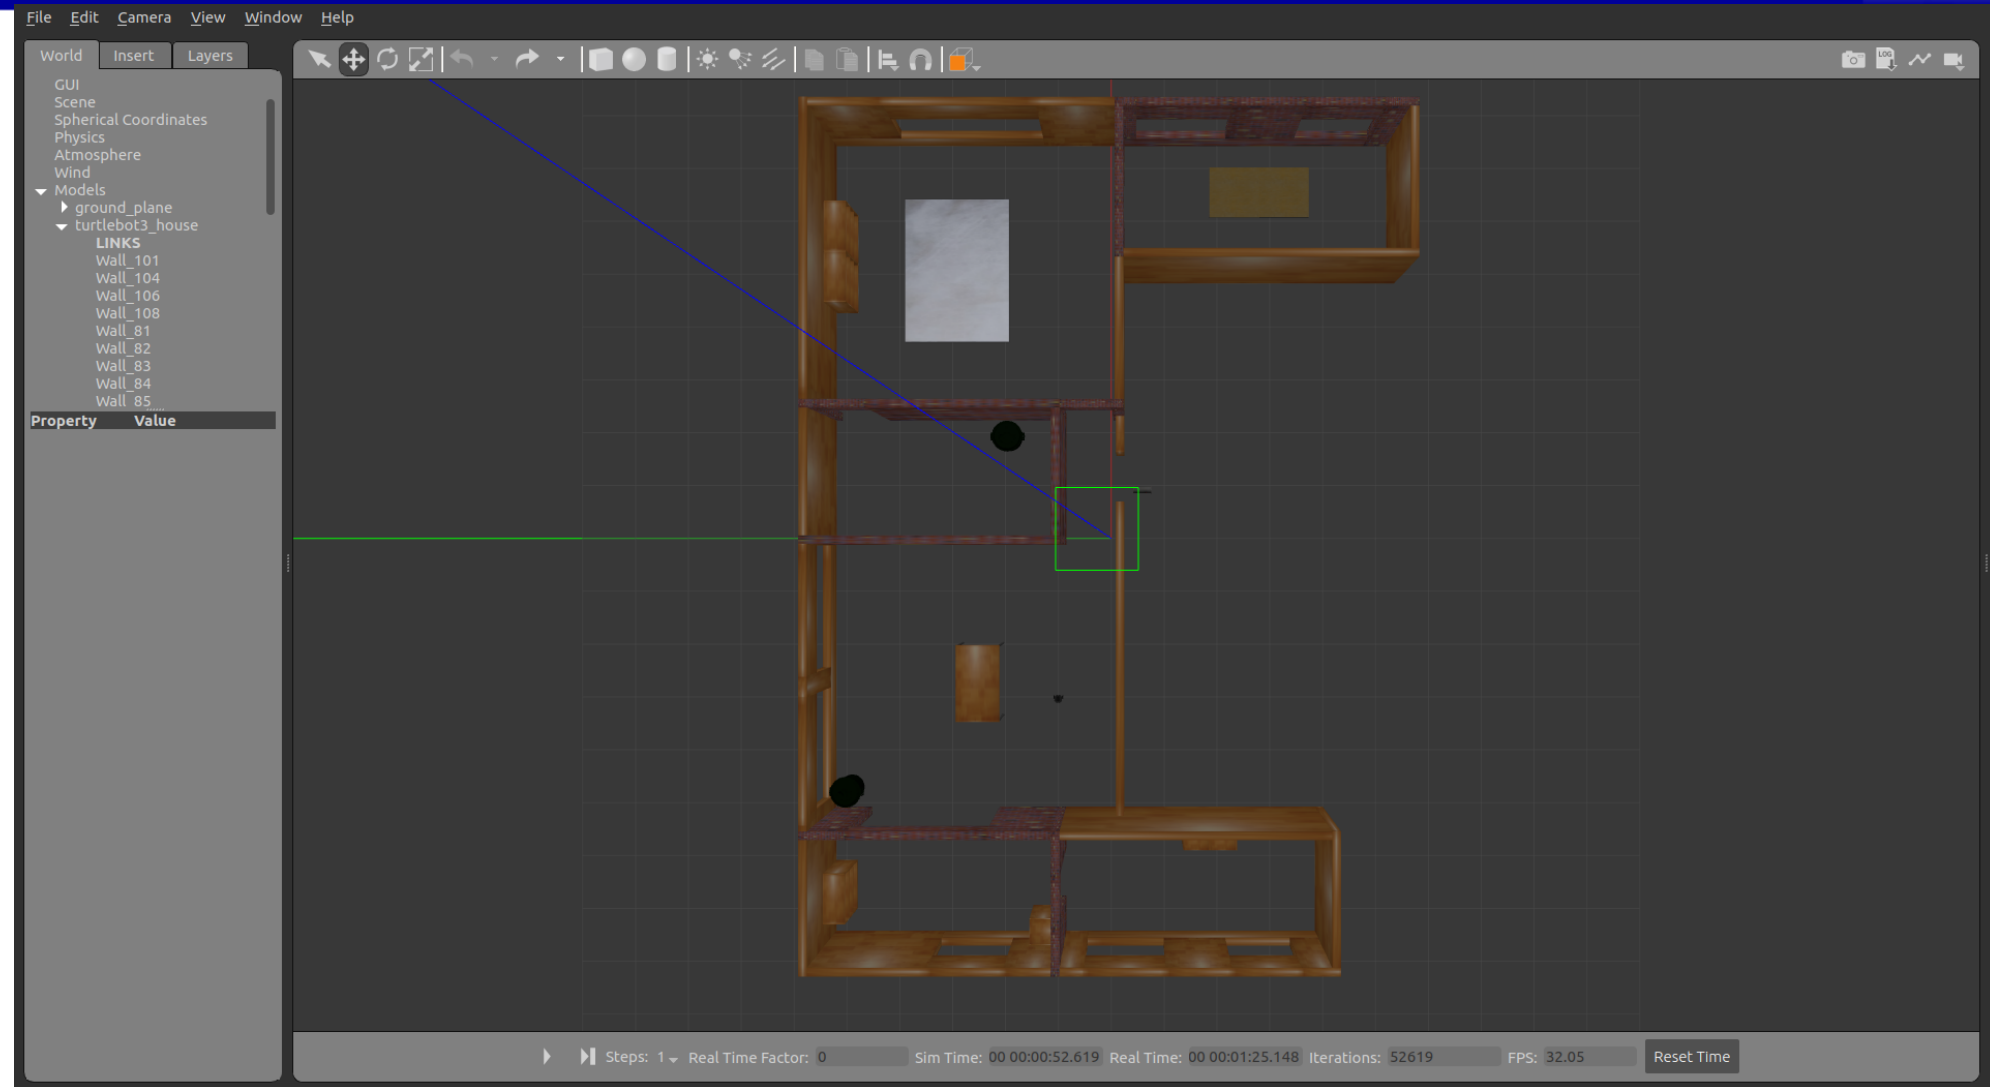 File Edit Camera View Window Help
World Insert Layers
LOG
GUI
Scene
Spherical Coordinates
Physics
Atmosphere
Wind
Models
ground_plane
turtlebot3_house
LINKS
Wall_101
Wall_104
Wall_106
Wall_108
Wall_81
Wall_82
Wall_83
Wall_84
Wall_85
Property Value
Steps: 1 Real Time Factor: 0 Sim Time: 00 00:00:52.619 Real Time: 00 00:01:25.148 Iterations: 52619 FPS: 32.05 Reset Time